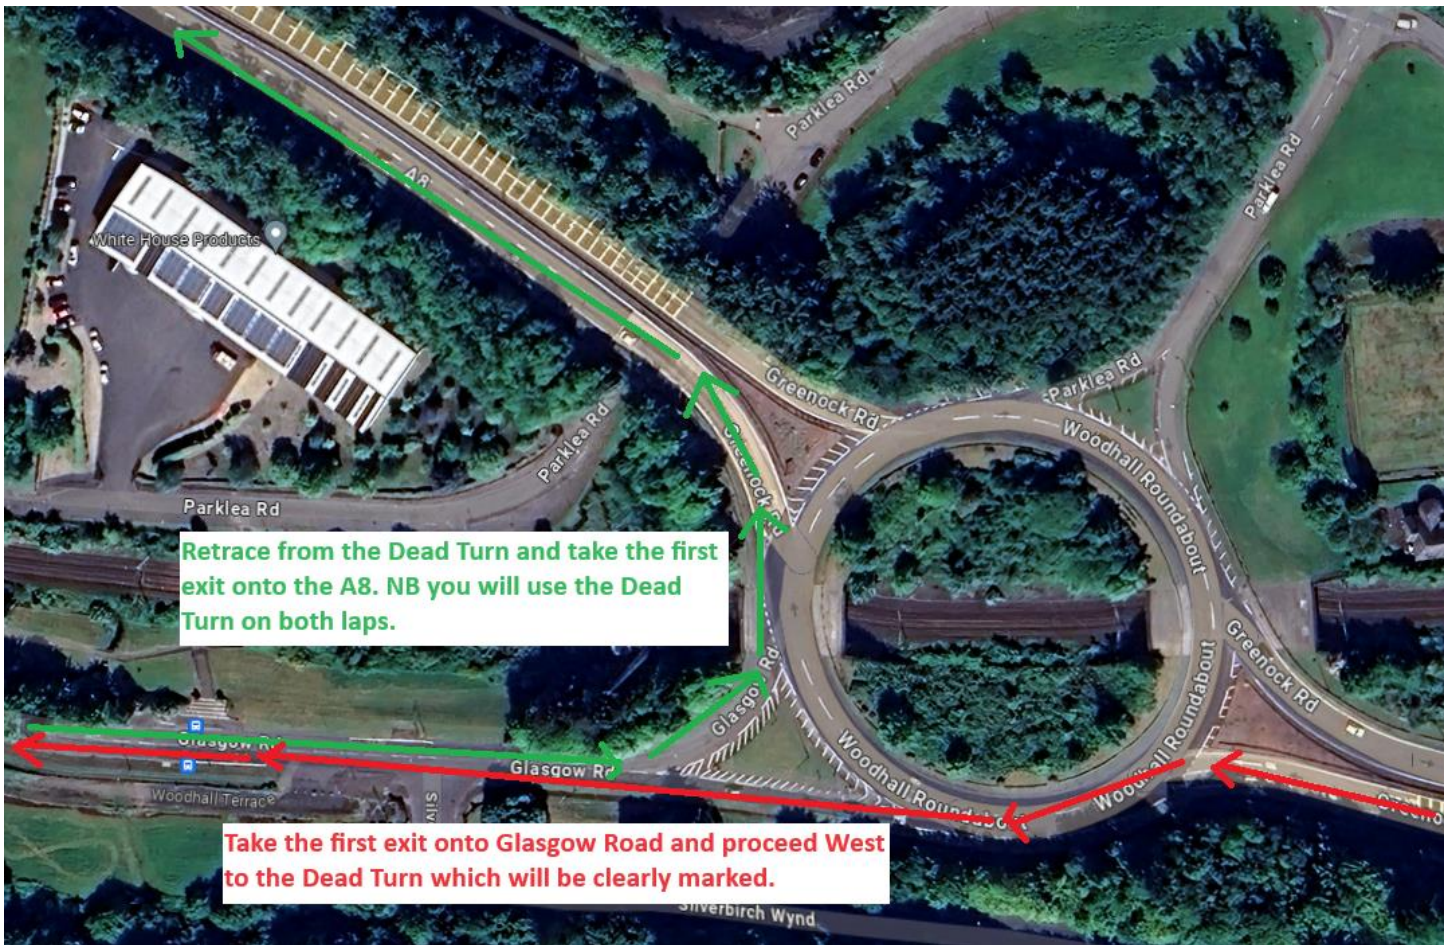 Parklea Rd
Parklea Rd
A8
White House Products
Greenock Rd
Parklea Rd
Woodhall Roundabout
Parklea Rd
Greenock Rd
Parklea Rd
Retrace from the Dead Turn and take the first
exit onto the A8. NB you will use the Dead
Turn on both laps.
Greenock Rd
Glasgow Rd
Woodhall Roundabout
Glasgow Rd
Glasgow Rd
Woodhall Roundabout
Woodhall Terrace
Silv
Greeno
Take the first exit onto Glasgow Road and proceed West
to the Dead Turn which will be clearly marked.
Silverbirch Wynd